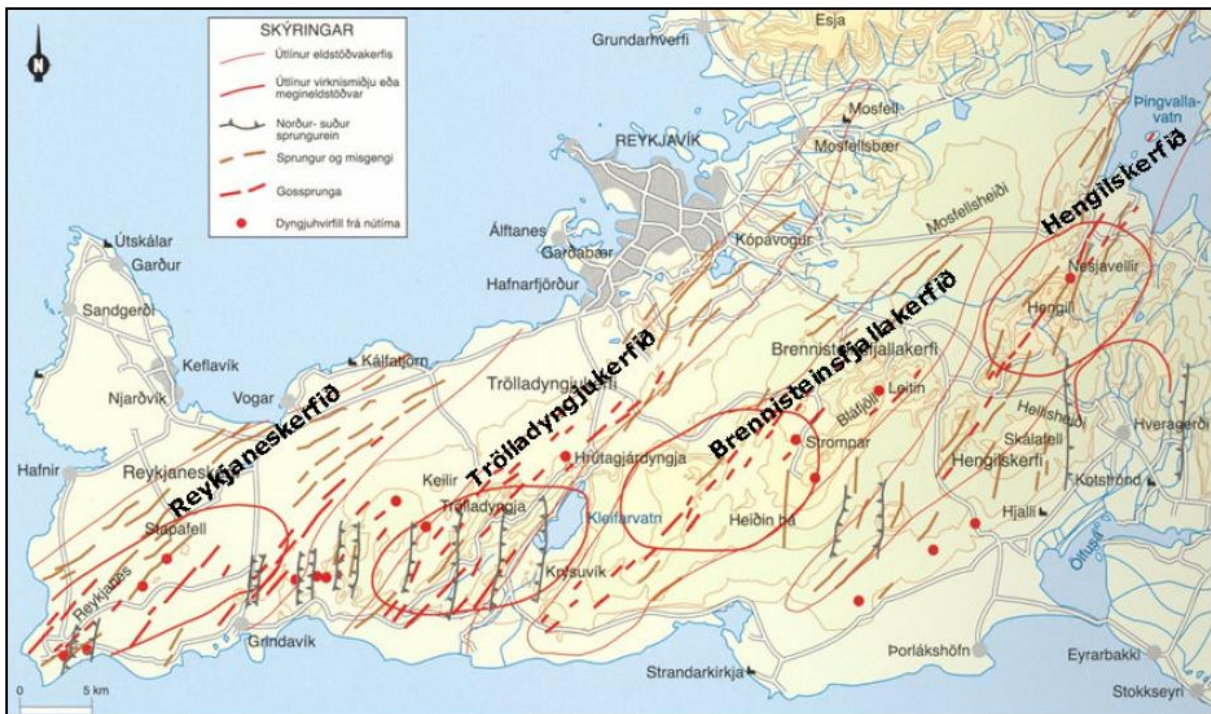 SKÝRINGAR
Útlínur eldstöðvakerfis
Útlínur virknismiðju eða
megineldstöðvar
Norður- suður
sprungurein
Sprungur og misgengi
Gossprunga
Dyngjuhvirfill frá nútíma
N
Esja
Grundarhverfi
Mosfell
Mosfellsbær
Þingvalla-
vatn
REYKJAVÍK
Mosfellsheiði
Hengilskerfið
Álftanes
Garðabær
Kópavogur
Hafnarfjörður
Nesjavellir
Hengill
Útskálar
Garður
Sandgerði
Keflavík
Njarðvík
Kálfatjörn
Vogar
Hafnir
Reykjaneskerfið
Trölladyngjukerfi
Trölladyngjukerfið
Brennisteinsfjallakerfi
Brennisteinsfjallakerfið
Bláfjöll
Leitin
Strompar
Hrútagjárdyngja
Keilir
Trölladyngja
Kleifarvatn
Heiðin há
Hellisheiði
Skálafell
Hengilskerfi
Hveragerði
Kotströnd
Hjalli
Ölfusá
Stapafell
Reykjanes
Grindavík
Krýsuvík
Strandarkirkja
Þorlákshöfn
Eyrarbakki
Stokkseyri
0 5 km